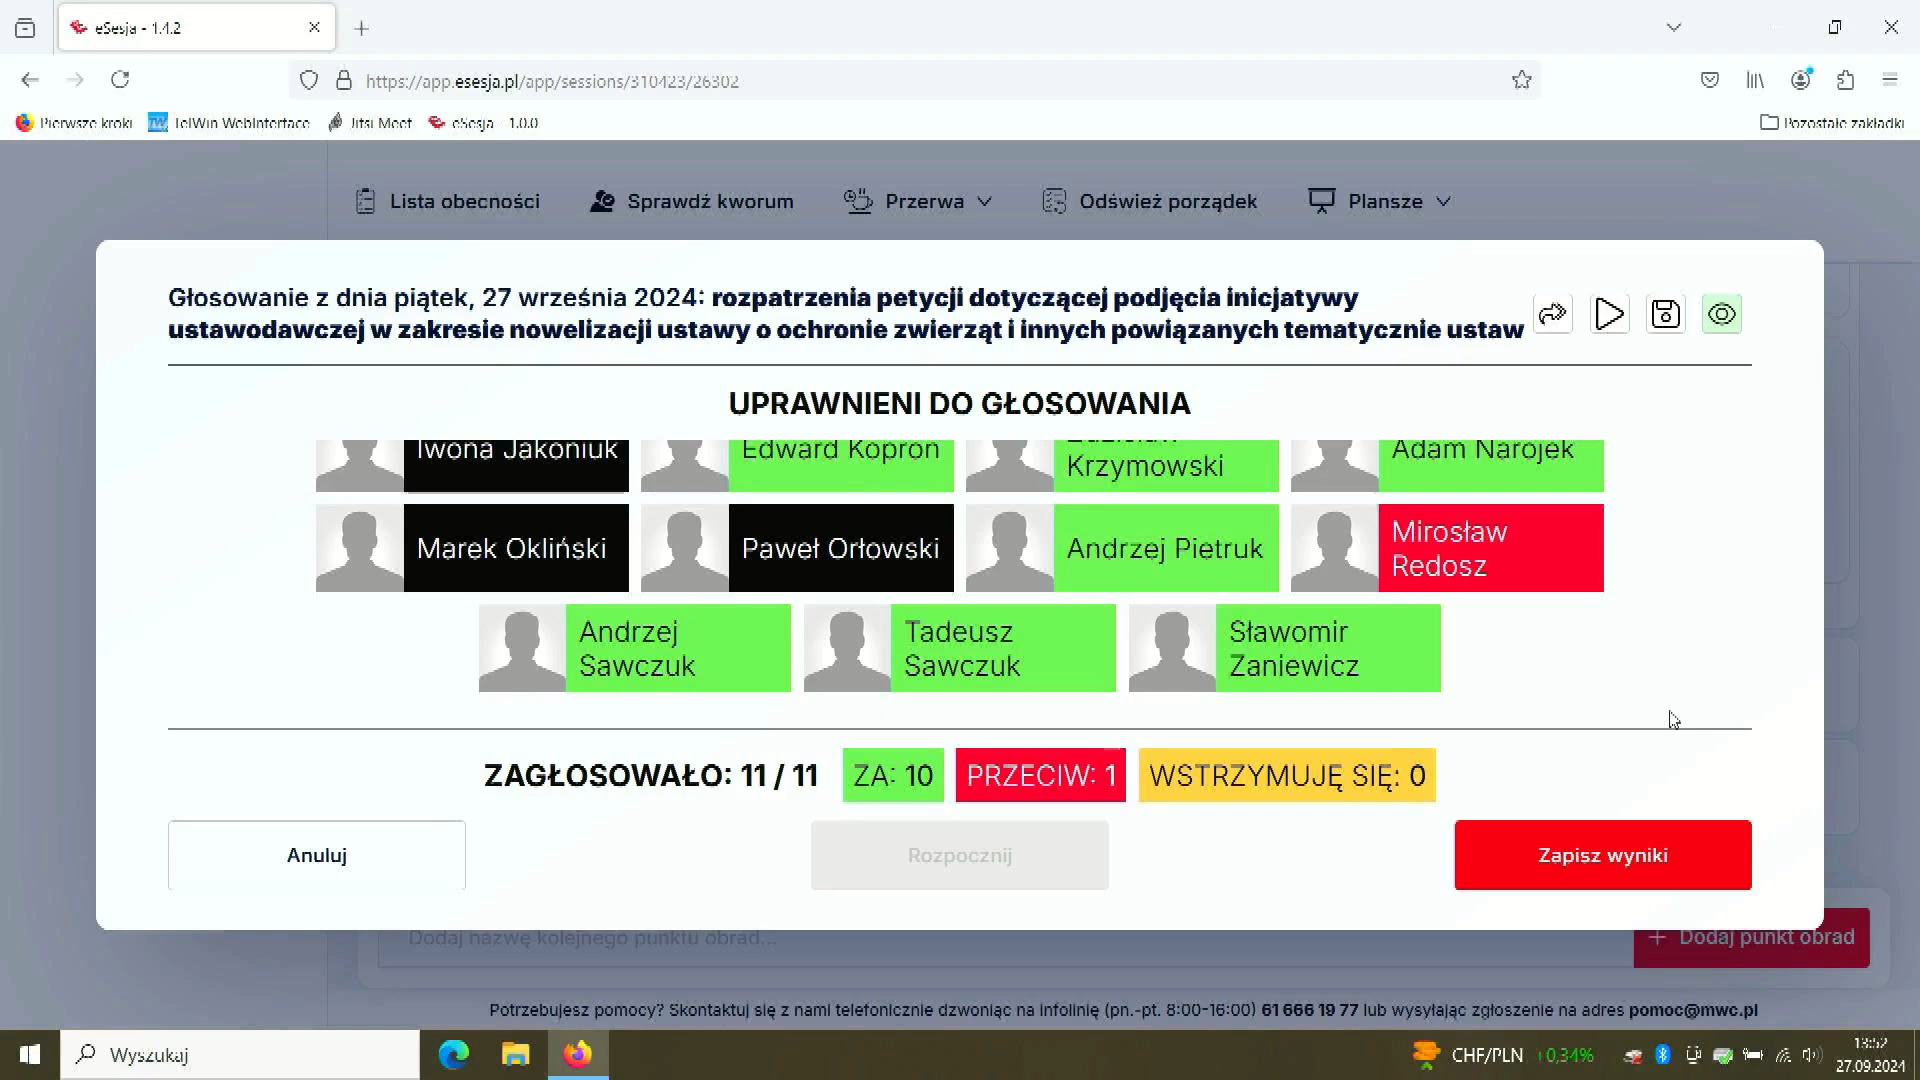 eSesja - 1.4.2
https://app.esesja.pl/app/sessions/310423/26302
Pierwsze kroki
TelWin WebInterface
Jitsi Meet
eSesja - 1.0.0
Pozostałe zakładki
Lista obecności
Sprawdź kworum
Przerwa
Odśwież porządek
Plansze
Głosowanie z dnia piątek, 27 września 2024: rozpatrzenia petycji dotyczącej podjęcia inicjatywy
ustawodawczej w zakresie nowelizacji ustawy o ochronie zwierząt i innych powiązanych tematycznie ustaw
UPRAWNIENI DO GŁOSOWANIA
Iwona Jakoniuk
Edward Kopron
Krzymowski
Adam Narojek
Marek Okliński
Paweł Orłowski
Andrzej Pietruk
Mirosław
Redosz
Andrzej
Sawczuk
Tadeusz
Sawczuk
Sławomir
Zaniewicz
ZAGŁOSOWAŁO: 11 / 11
ZA: 10
PRZECIW: 1
WSTRZYMUJĘ SIĘ: 0
Anuluj
Rozpocznij
Zapisz wyniki
Dodaj nazwę kolejnego punktu obrad...
+ Dodaj punkt obrad
Potrzebujesz pomocy? Skontaktuj się z nami telefonicznie dzwoniąc na infolinię (pn.-pt. 8:00-16:00) 61 666 19 77 lub wysyłając zgłoszenie na adres pomoc@mwc.pl
Wyszukaj
CHF/PLN
+0,34%
13:52
27.09.2024